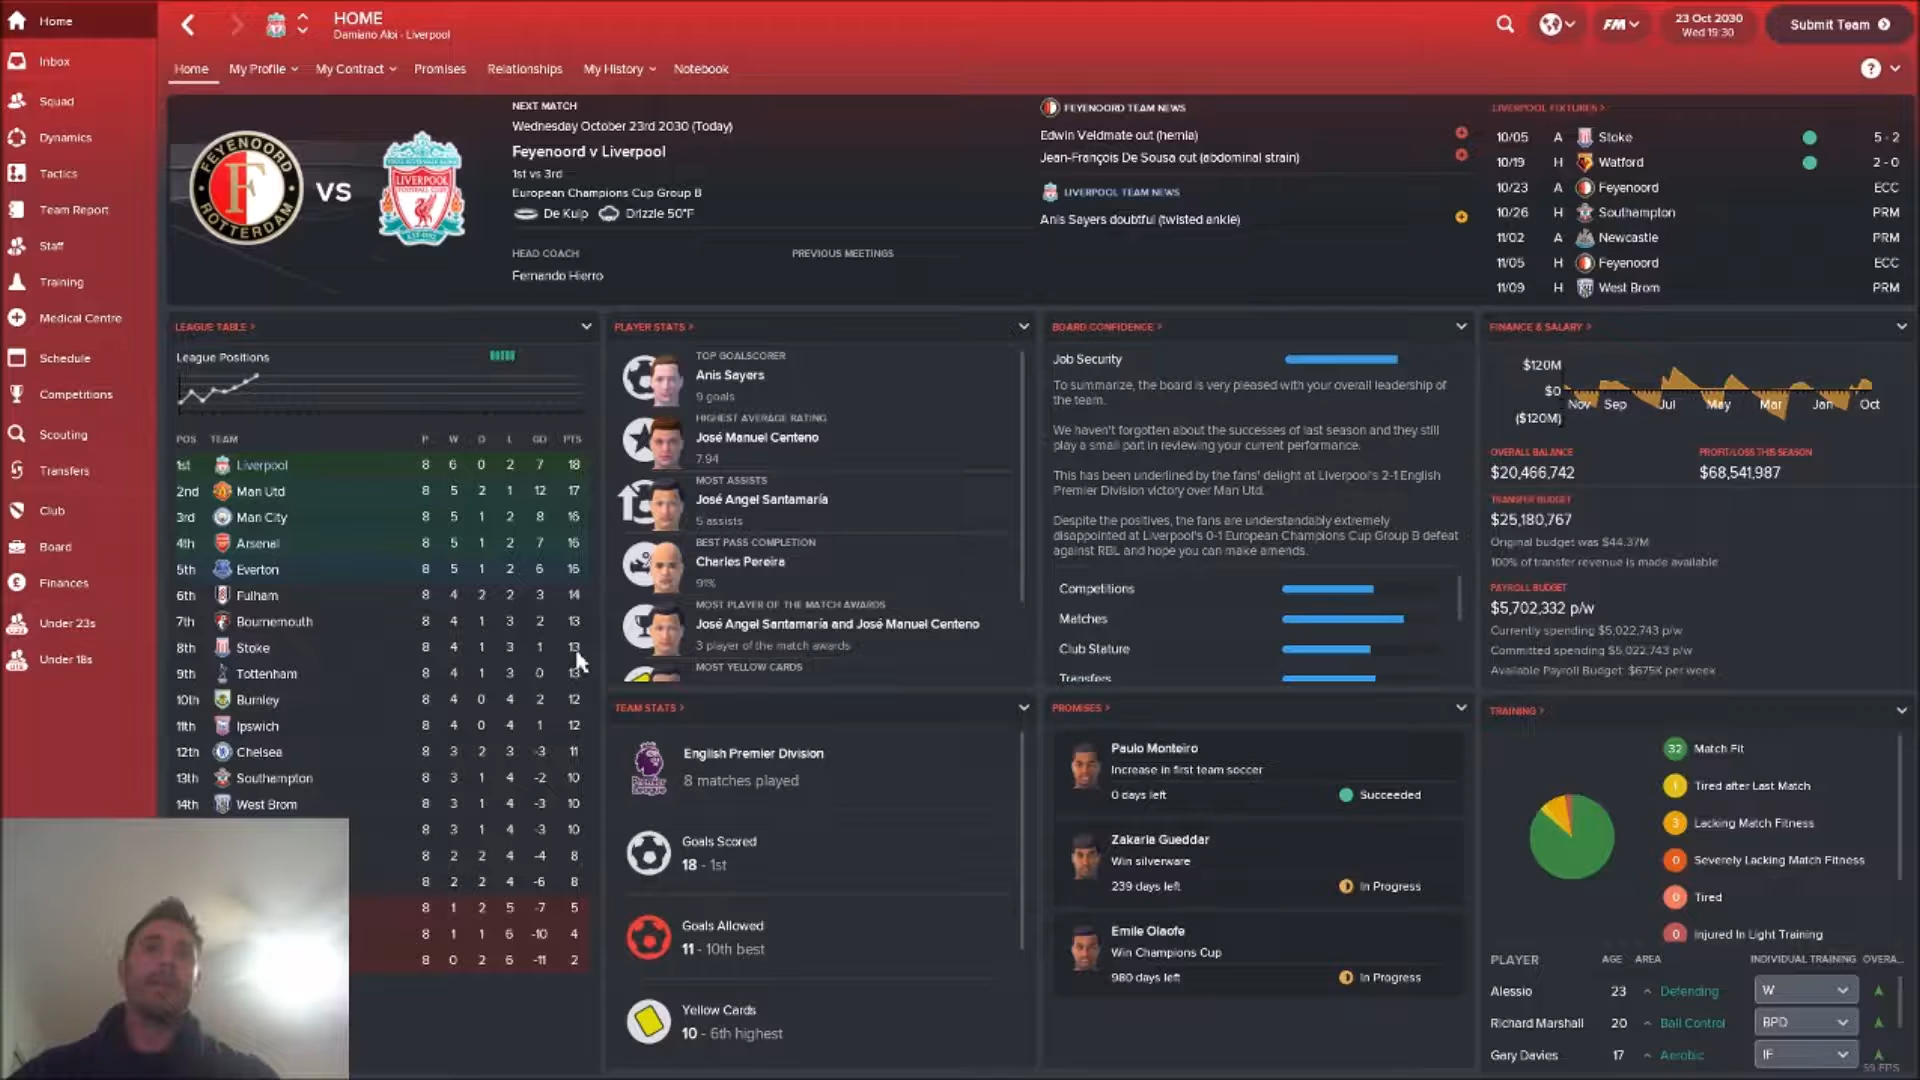 Home
Inbox
Squad
Dynamics
Tactics
Team Report
Staff
Training
Medical Centre
Schedule
Competitions
Scouting
Transfers
Club
Board
Finances
Under 23s
Under 18s
HOME
Damiano Albi - Liverpool
FM
23 Oct 2030
Wed 19:30
Submit Team
Home
My Profile
My Contract
Promises
Relationships
My History
Notebook
?
FEYENOORD
F
ROTTERDAM
VS
LIVERPOOL
FOOTBALL CLUB
NEXT MATCH
Wednesday October 23rd 2030 (Today)
Feyenoord v Liverpool
1st vs 3rd
European Champions Cup Group B
De Kuip Drizzle 50°F
HEAD COACH
Fernando Hierro
PREVIOUS MEETINGS
FEYENOORD TEAM NEWS
Edwin Veldmate out (hernia)
Jean-François De Sousa out (abdominal strain)
LIVERPOOL TEAM NEWS
Anis Sayers doubtful (twisted ankle)
LIVERPOOL FIXTURES >
10/05 A Stoke 5 - 2
10/19 H Watford 2 - 0
10/23 A Feyenoord ECC
10/26 H Southampton PRM
11/02 A Newcastle PRM
11/05 H Feyenoord ECC
11/09 H West Brom PRM
LEAGUE TABLE >
League Positions
POS TEAM P W D L GD PTS
1st Liverpool 8 6 0 2 7 18
2nd Man Utd 8 5 2 1 12 17
3rd Man City 8 5 1 2 8 16
4th Arsenal 8 5 1 2 7 16
5th Everton 8 5 1 2 6 16
6th Fulham 8 4 2 2 3 14
7th Bournemouth 8 4 1 3 2 13
8th Stoke 8 4 1 3 1 13
9th Tottenham 8 4 1 3 0 13
10th Burnley 8 4 0 4 2 12
11th Ipswich 8 4 0 4 1 12
12th Chelsea 8 3 2 3 -3 11
13th Southampton 8 3 1 4 -2 10
14th West Brom 8 3 1 4 -3 10
8 3 1 4 -3 10
8 2 2 4 -4 8
8 2 2 4 -6 8
8 1 2 5 -7 5
8 1 1 6 -10 4
8 0 2 6 -11 2
PLAYER STATS >
TOP GOALSCORER
Anis Sayers
9 goals
HIGHEST AVERAGE RATING
José Manuel Centeno
7.94
MOST ASSISTS
José Angel Santamaría
5 assists
BEST PASS COMPLETION
Charles Pereira
91%
MOST PLAYER OF THE MATCH AWARDS
José Angel Santamaría and José Manuel Centeno
3 player of the match awards
MOST YELLOW CARDS
TEAM STATS >
English Premier Division
8 matches played
Goals Scored
18 - 1st
Goals Allowed
11 - 10th best
Yellow Cards
10 - 6th highest
BOARD CONFIDENCE >
Job Security
To summarize, the board is very pleased with your overall leadership of
the team.
We haven't forgotten about the successes of last season and they still
play a small part in reviewing your current performance.
This has been underlined by the fans' delight at Liverpool's 2-1 English
Premier Division victory over Man Utd.
Despite the positives, the fans are understandably extremely
disappointed at Liverpool's 0-1 European Champions Cup Group B defeat
against RBL and hope you can make amends.
Competitions
Matches
Club Stature
Transfers
PROMISES >
Paulo Monteiro
Increase in first team soccer
0 days left Succeeded
Zakaria Gueddar
Win silverware
239 days left In Progress
Emile Olaofe
Win Champions Cup
980 days left In Progress
FINANCE & SALARY >
$120M
$0
($120M)
Nov Sep Jul May Mar Jan Oct
OVERALL BALANCE
$20,466,742
PROFIT/LOSS THIS SEASON
$68,541,987
TRANSFER BUDGET
$25,180,767
Original budget was $44.37M
100% of transfer revenue is made available
PAYROLL BUDGET
$5,702,332 p/w
Currently spending $5,022,743 p/w
Committed spending $5,022,743 p/w
Available Payroll Budget: $675K per week
TRAINING >
32 Match Fit
1 Tired after Last Match
3 Lacking Match Fitness
0 Severely Lacking Match Fitness
0 Tired
0 Injured In Light Training
PLAYER AGE AREA INDIVIDUAL TRAINING OVERA...
Alessio 23 Defending W
Richard Marshall 20 Ball Control BPD
Gary Davies 17 Aerobic IF
59 FPS